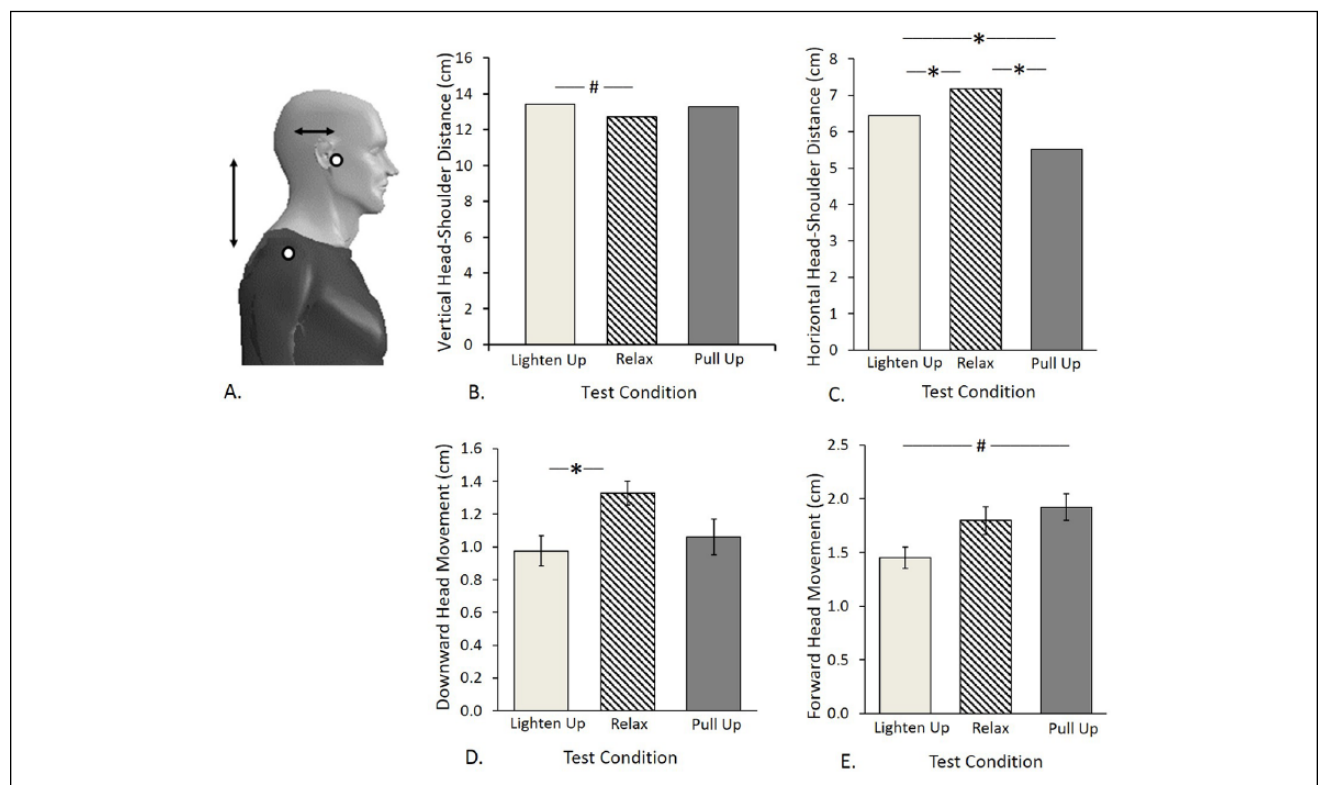 A.
Vertical Head-Shoulder Distance (cm)
16
14
12
10
8
6
4
2
0
#
Lighten Up Relax Pull Up
B. Test Condition
Horizontal Head-Shoulder Distance (cm)
8
7
6
5
4
3
2
1
0
*
* *
Lighten Up Relax Pull Up
C. Test Condition
Downward Head Movement (cm)
1.6
1.4
1.2
1.0
0.8
0.6
0.4
0.2
0.0
*
Lighten Up Relax Pull Up
D. Test Condition
Forward Head Movement (cm)
2.5
2.0
1.5
1.0
0.5
0.0
#
Lighten Up Relax Pull Up
E. Test Condition